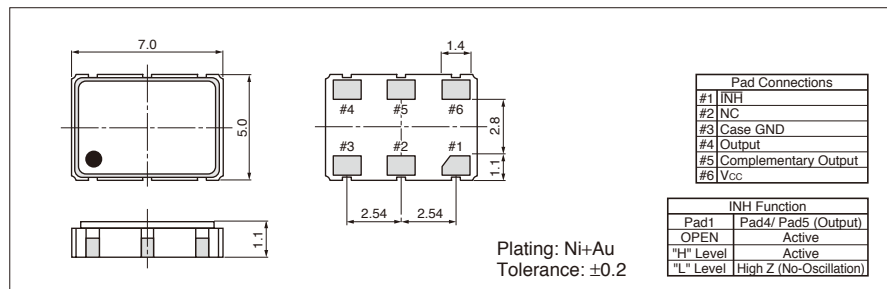 7.0
5.0
1.1
1.4
#4 #5 #6
#3 #2 #1
2.8
1.1
2.54 2.54
Plating: Ni+Au
Tolerance: ±0.2
Pad Connections
#1 INH
#2 NC
#3 Case GND
#4 Output
#5 Complementary Output
#6 Vcc
INH Function
Pad1 Pad4/ Pad5 (Output)
OPEN Active
"H" Level Active
"L" Level High Z (No-Oscillation)